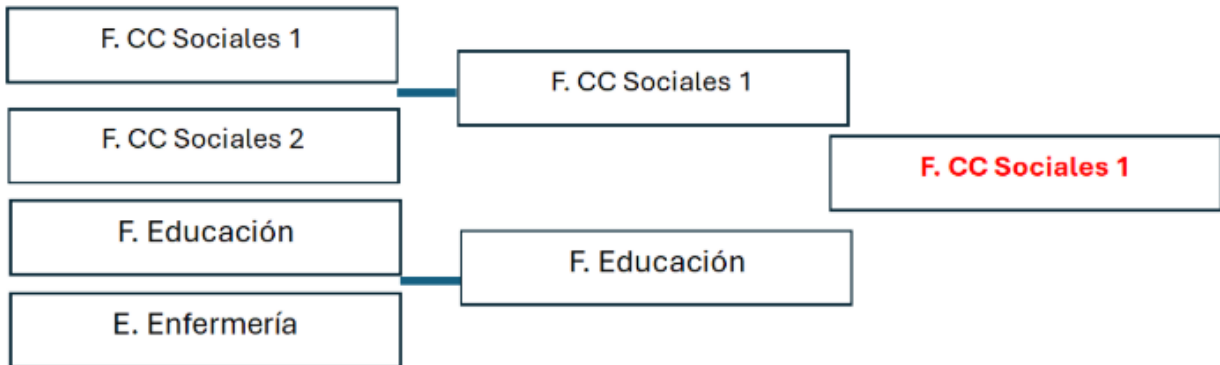 F. CC Sociales 1
F. CC Sociales 2
F. Educación
E. Enfermería
F. CC Sociales 1
F. Educación
F. CC Sociales 1